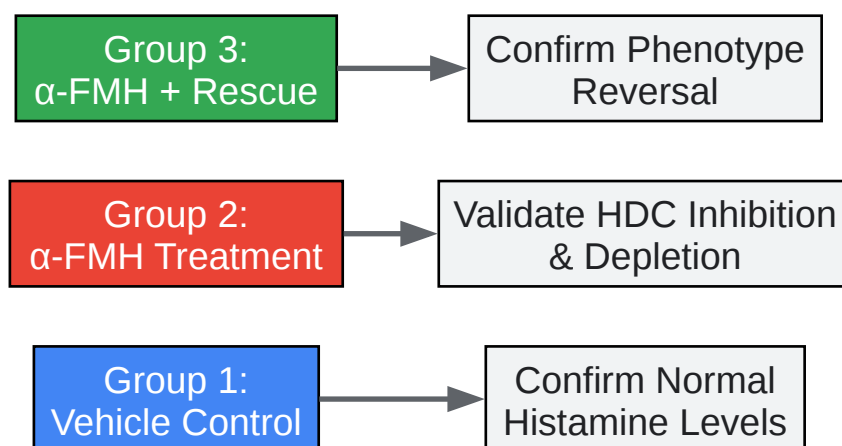 Group 3:
α-FMH + Rescue
Confirm Phenotype
Reversal
Group 2:
α-FMH Treatment
Validate HDC Inhibition
& Depletion
Group 1:
Vehicle Control
Confirm Normal
Histamine Levels